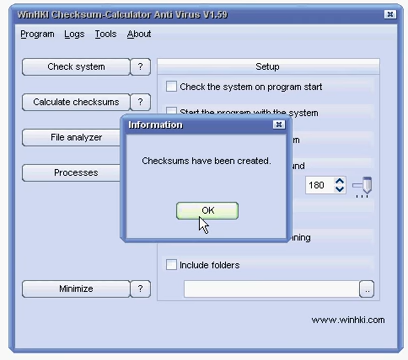 WinHKI Checksum-Calculator Anti Virus V1.59
Program Logs Tools About
Check system ?
Setup
Check the system on program start
Calculate checksums ?
Start the program with the system
Information
File analyzer
Checksums have been created.
Processes
180
OK
Include folders
Minimize ?
..
www.winhki.com